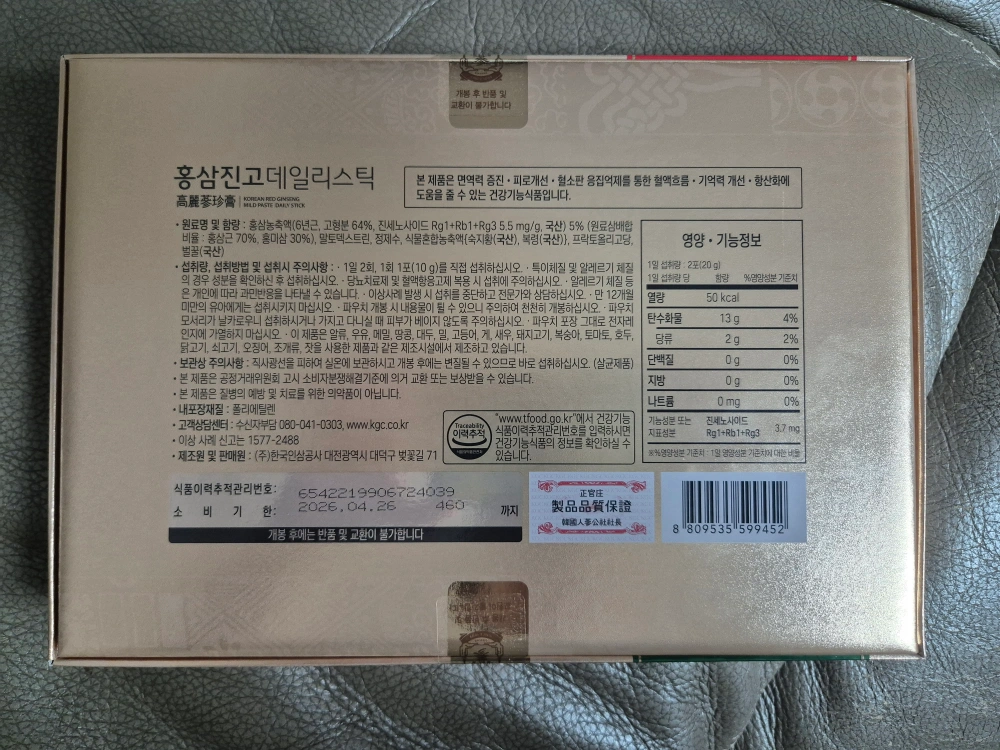 개봉 후 반품 및
교환이 불가합니다
홍삼진고데일리스틱
高麗蔘珍膏 KOREAN RED GINSENG
MILD PASTE DAILY STICK
본 제품은 면역력 증진・피로개선・혈소판 응집억제를 통한 혈액흐름・기억력 개선・항산화에
도움을 줄 수 있는 건강기능식품입니다.
• 원료명 및 함량 : 홍삼농축액(6년근, 고형분 64%, 진세노사이드 Rg1+Rb1+Rg3 5.5 mg/g, 국산) 5% (원료삼배합
비율 : 홍삼근 70%, 홍미삼 30%), 말토덱스트린, 정제수, 식물혼합농축액(숙지황(국산), 복령(국산)), 프락토올리고당,
벌꿀(국산)
• 섭취량, 섭취방법 및 섭취시 주의사항 : · 1일 2회, 1회 1포(10 g)를 직접 섭취하십시오. · 특이체질 및 알레르기 체질
의 경우 성분을 확인하신 후 섭취하십시오. · 당뇨치료제 및 혈액항응고제 복용 시 섭취에 주의하십시오. · 알레르기 체질 등
은 개인에 따라 과민반응을 나타낼 수 있습니다. · 이상사례 발생 시 섭취를 중단하고 전문가와 상담하십시오. · 만 12개월
미만의 유아에게는 섭취시키지 마십시오. · 파우치 개봉 시 내용물이 튈 수 있으니 주의하여 천천히 개봉하십시오. · 파우치
모서리가 날카로우니 섭취하시거나 가지고 다니실 때 피부가 베이지 않도록 주의하십시오. · 파우치 포장 그대로 전자레
인지에 가열하지 마십시오. · 이 제품은 알류, 우유, 메밀, 땅콩, 대두, 밀, 고등어, 게, 새우, 돼지고기, 복숭아, 토마토, 호두,
닭고기, 쇠고기, 오징어, 조개류, 잣을 사용한 제품과 같은 제조시설에서 제조하고 있습니다.
• 보관상 주의사항 : 직사광선을 피하여 실온에 보관하시고 개봉 후에는 변질될 수 있으므로 바로 섭취하십시오. (살균제품)
• 본 제품은 공정거래위원회 고시 소비자분쟁해결기준에 의거 교환 또는 보상받을 수 있습니다.
• 본 제품은 질병의 예방 및 치료를 위한 의약품이 아닙니다.
• 내포장재질 : 폴리에틸렌
• 고객상담센터 : 수신자부담 080-041-0303, www.kgc.co.kr
• 이상 사례 신고는 1577-2488
• 제조원 및 판매원 : (주)한국인삼공사 대전광역시 대덕구 벚꽃길 71
Traceability
이력추적
"www.tfood.go.kr"에서 건강기능
식품이력추적관리번호를 입력하시면
건강기능식품의 정보를 확인하실 수
있습니다.
영양・기능정보
1일 섭취량 : 2포(20 g)
1일 섭취량 당 함량 %영양성분 기준치
열량 50 kcal
탄수화물 13 g 4%
당류 2 g 2%
단백질 0 g 0%
지방 0 g 0%
나트륨 0 mg 0%
기능성분 또는
지표성분
진세노사이드
Rg1+Rb1+Rg3 3.7 mg
※%영양성분 기준치 : 1일 영양성분 기준치에 대한 비율
식품이력추적관리번호: 6542219906724039
소 비 기 한: 2026.04.26 460 까지
개봉 후에는 반품 및 교환이 불가합니다
正官庄
製品品質保證
韓國人蔘公社社長
8 809535 599452